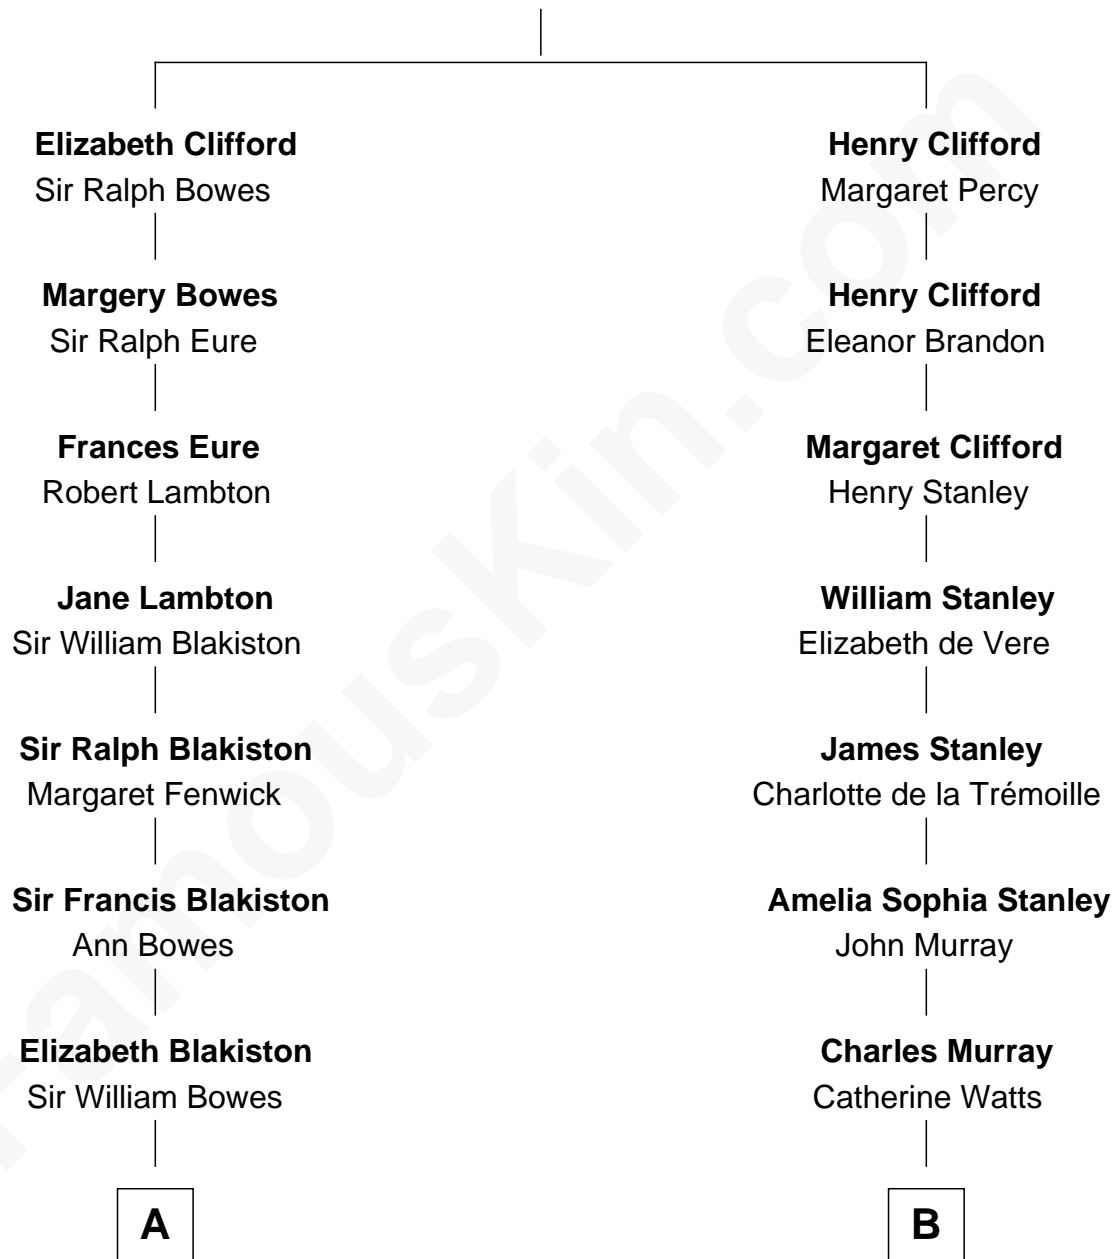 Elizabeth Clifford
Sir Ralph Bowes
Margery Bowes
Sir Ralph Eure
Frances Eure
Robert Lambton
Jane Lambton
Sir William Blakiston
Sir Ralph Blakiston
Margaret Fenwick
Sir Francis Blakiston
Ann Bowes
Elizabeth Blakiston
Sir William Bowes
A
Henry Clifford
Margaret Percy
Henry Clifford
Eleanor Brandon
Margaret Clifford
Henry Stanley
William Stanley
Elizabeth de Vere
James Stanley
Charlotte de la Trémoille
Amelia Sophia Stanley
John Murray
Charles Murray
Catherine Watts
B
FamousKin.com